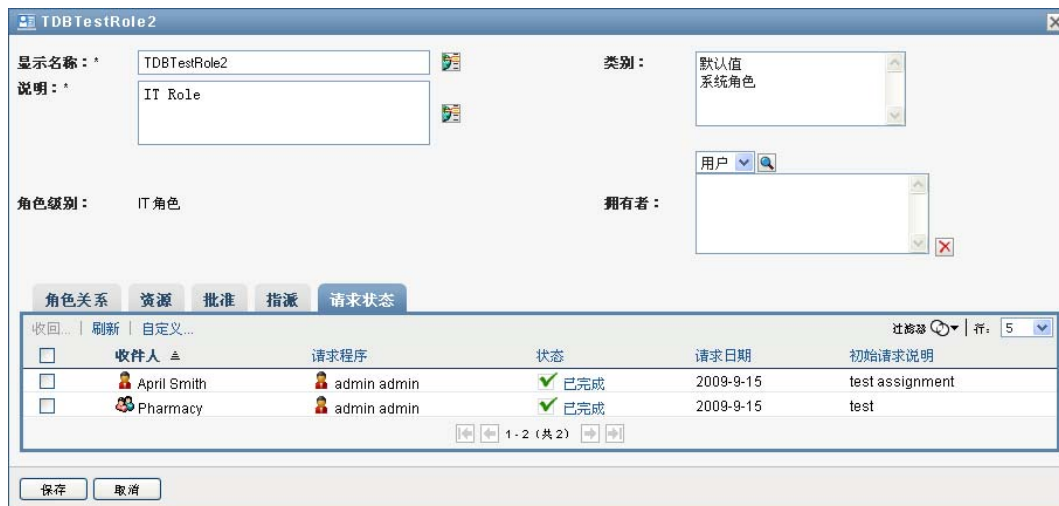 TDBTestRole2
显示名称：*
TDBTestRole2
类别：
默认值
系统角色
说明：*
IT Role
用户
角色级别：
IT 角色
拥有者：
角色关系 资源 批准 指派 请求状态
收回... | 刷新 | 自定义...
过滤器 | 行： 5
收件人 请求程序 状态 请求日期 初始请求说明
April Smith admin admin 已完成 2009-9-15 test assignment
Pharmacy admin admin 已完成 2009-9-15 test
1 - 2 (共 2)
保存 取消